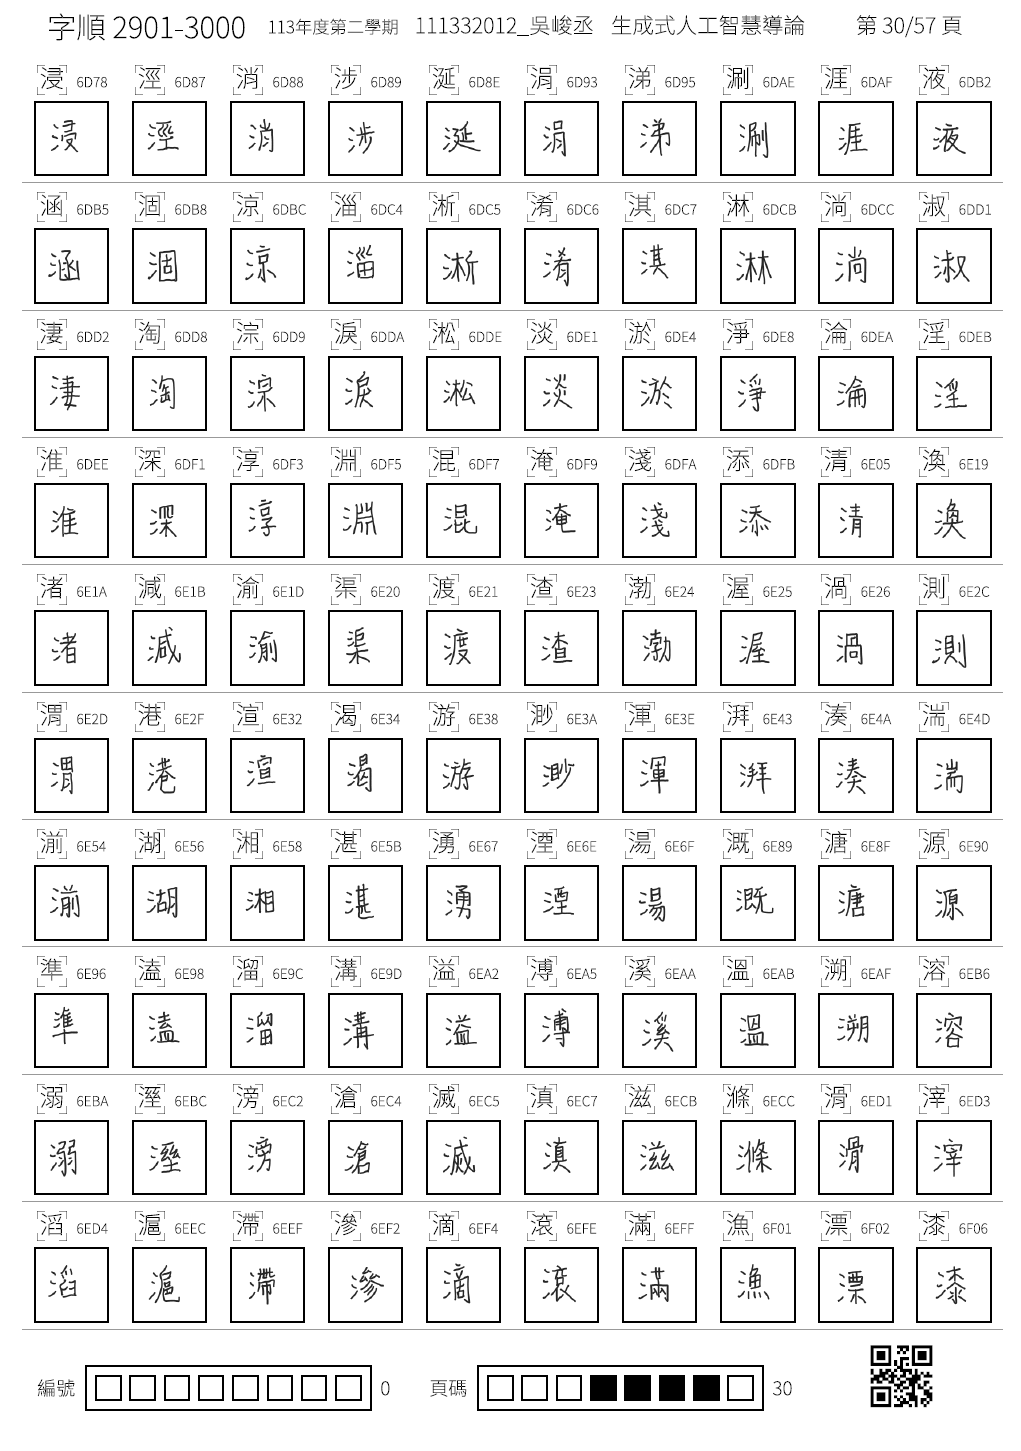 字順 2901-3000 113年度第二學期 111332012_吳峻丞 生成式人工智慧導論 第 30/57 頁
浸 6D78 涇 6D87 消 6D88 涉 6D89 涎 6D8E 涓 6D93 涕 6D95 涮 6DAE 涯 6DAF 液 6DB2
浸 涇 消 涉 涎 涓 涕 涮 涯 液
涵 6DB5 涸 6DB8 涼 6DBC 淄 6DC4 淅 6DC5 淆 6DC6 淇 6DC7 淋 6DCB 淌 6DCC 淑 6DD1
涵 涸 涼 淄 淅 淆 淇 淋 淌 淑
淒 6DD2 淘 6DD8 淙 6DD9 淚 6DDA 淞 6DDE 淡 6DE1 淤 6DE4 淨 6DE8 淪 6DEA 淫 6DEB
淒 淘 淙 淚 淞 淡 淤 淨 淪 淫
淮 6DEE 深 6DF1 淳 6DF3 淵 6DF5 混 6DF7 淹 6DF9 淺 6DFA 添 6DFB 清 6E05 渙 6E19
淮 深 淳 淵 混 淹 淺 添 清 渙
渚 6E1A 減 6E1B 渝 6E1D 渠 6E20 渡 6E21 渣 6E23 渤 6E24 渥 6E25 渦 6E26 測 6E2C
渚 減 渝 渠 渡 渣 渤 渥 渦 測
渭 6E2D 港 6E2F 渲 6E32 渴 6E34 游 6E38 渺 6E3A 渾 6E3E 湃 6E43 湊 6E4A 湍 6E4D
渭 港 渲 渴 游 渺 渾 湃 湊 湍
湔 6E54 湖 6E56 湘 6E58 湛 6E5B 湧 6E67 湮 6E6E 湯 6E6F 溉 6E89 溏 6E8F 源 6E90
湔 湖 湘 湛 湧 湮 湯 溉 溏 源
準 6E96 溘 6E98 溜 6E9C 溝 6E9D 溢 6EA2 溥 6EA5 溪 6EAA 溫 6EAB 溯 6EAF 溶 6EB6
準 溘 溜 溝 溢 溥 溪 溫 溯 溶
溺 6EBA 溼 6EBC 滂 6EC2 滄 6EC4 滅 6EC5 滇 6EC7 滋 6ECB 滌 6ECC 滑 6ED1 滓 6ED3
溺 溼 滂 滄 滅 滇 滋 滌 滑 滓
滔 6ED4 滬 6EEC 滯 6EEF 滲 6EF2 滴 6EF4 滾 6EFE 滿 6EFF 漁 6F01 漂 6F02 漆 6F06
滔 滬 滯 滲 滴 滾 滿 漁 漂 漆
編號 0 頁碼 30